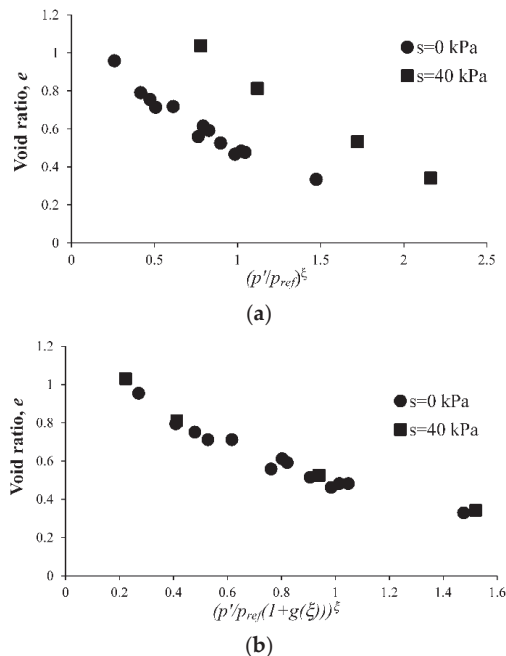 1.2
1
0.8
0.6
0.4
0.2
0
Void ratio, e
s=0 kPa
s=40 kPa
0 0.5 1 1.5 2 2.5
(p'/p_ref)^ξ
(a)
1.2
1
0.8
0.6
0.4
0.2
0
Void ratio, e
s=0 kPa
s=40 kPa
0 0.2 0.4 0.6 0.8 1 1.2 1.4 1.6
(p'/p_ref(1+g(ξ)))^ξ
(b)